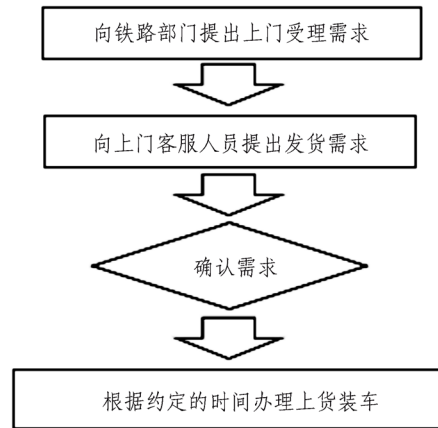 向铁路部门提出上门受理需求
向上门客服人员提出发货需求
确认需求
根据约定的时间办理上货装车